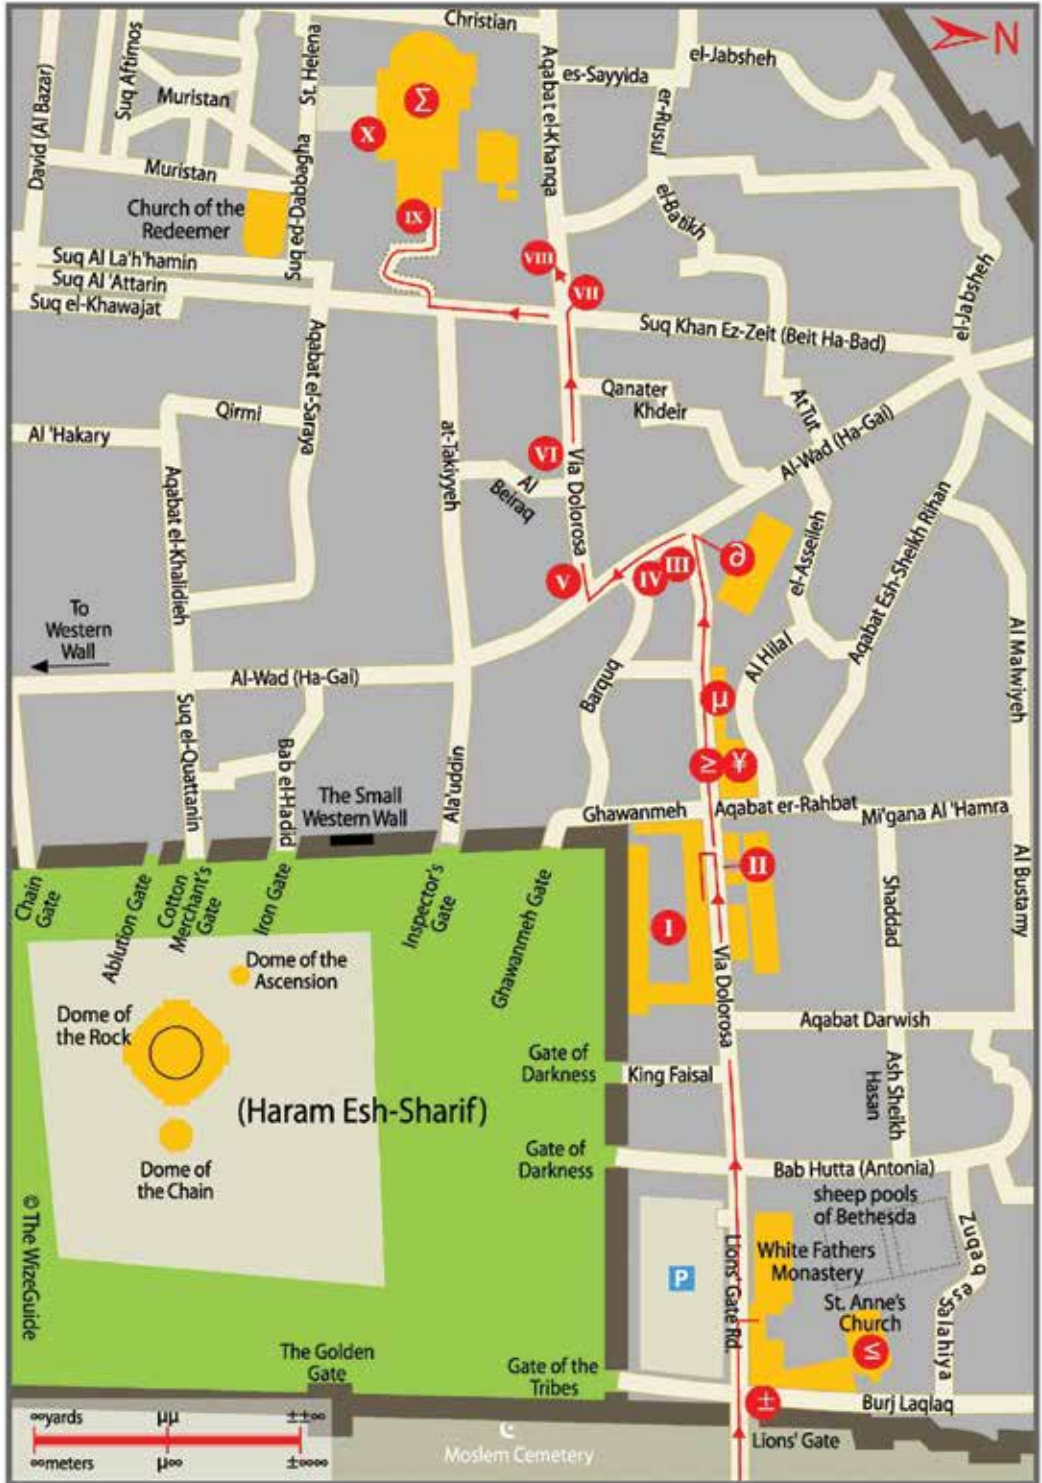 Christian
N
el-Jabsheh
David (Al Bazar)
Suq Aftimos
St. Helena
Aqabat el-Khanqa
es-Sayyida
er-Rusul
Muristan
∑
X
Muristan
Church of the
Redeemer
Suq ed-Dabbagha
IX
el-Batikh
el-Jabsheh
Suq Al La'h'hamin
Suq Al 'Attarin
Suq el-Khawajat
VIII
VII
Suq Khan Ez-Zeit (Beit Ha-Bad)
Aqabat el-Saraya
Qanater
Khdeir
At Tut
Qirmi
Al 'Hakary
at-Takiyyeh
VI
Al
Beiraq
Via Dolorosa
Al-Wad (Ha-Gai)
Aqabat el-Khalidieh
el-Asseileh
Aqabat Esh-Sheikh Rihan
V
IV
III
∂
To
Western
Wall
Al Malwiyeh
Al-Wad (Ha-Gai)
Barquq
Al Hilal
µ
≥
¥
Suq el-Quattanin
Bab el-Hadid
The Small
Western Wall
Ala'uddin
Ghawanmeh
Aqabat er-Rahbat
Mi'gana Al 'Hamra
Al Bustamy
Chain
Gate
Ablution Gate
Cotton
Merchant's
Gate
Iron Gate
Inspector's
Gate
Ghawanmeh Gate
II
I
Shaddad
Dome of the
Ascension
Dome of
the Rock
Via Dolorosa
Aqabat Darwish
Gate of
Darkness
King Faisal
Ash Sheikh
Hasan
(Haram Esh-Sharif)
Dome of
the Chain
Gate of
Darkness
Bab Hutta (Antonia)
sheep pools
of Bethesda
Zuqaq es-
Salahiya
© The WizeGuide
P
Lions' Gate Rd.
White Fathers
Monastery
St. Anne's
Church
≤
The Golden
Gate
Gate of the
Tribes
±
Burj Laqlaq
Lions' Gate
∞yards µµ ±±∞
∞meters µ∞ ±∞∞∞
Moslem Cemetery